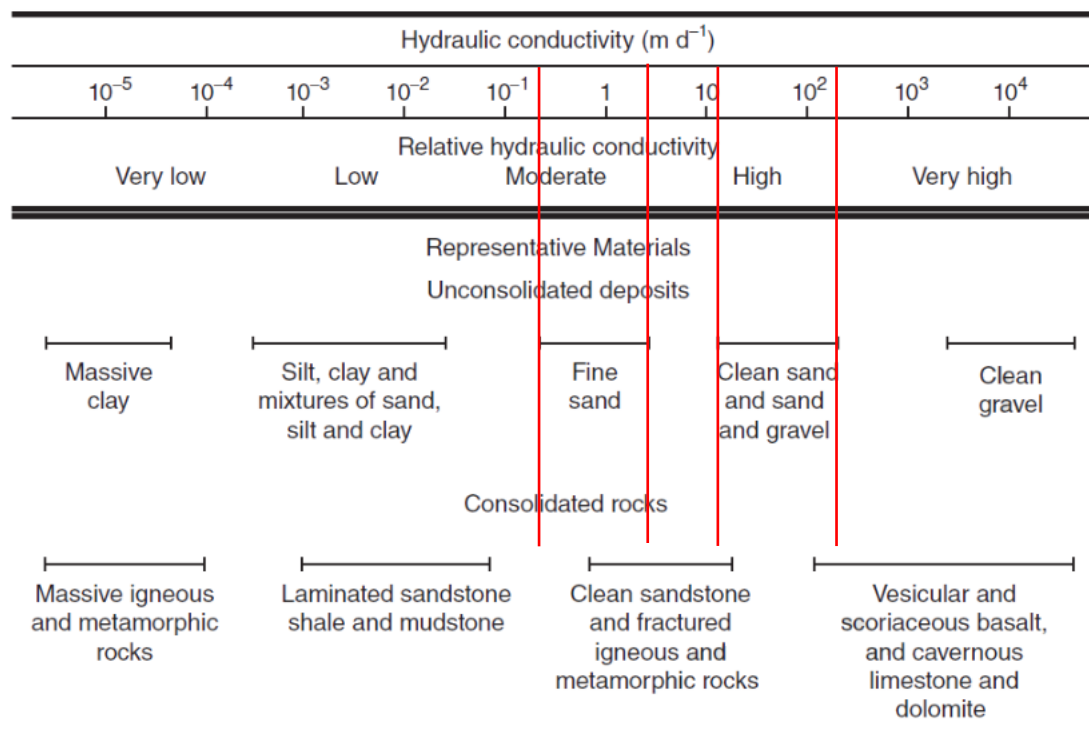 Hydraulic conductivity (m d⁻¹)
10⁻⁵ 10⁻⁴ 10⁻³ 10⁻² 10⁻¹ 1 10 10² 10³ 10⁴
Relative hydraulic conductivity
Very low Low Moderate High Very high
Representative Materials
Unconsolidated deposits
Massive
clay
Silt, clay and
mixtures of sand,
silt and clay
Fine
sand
Clean sand
and sand
and gravel
Clean
gravel
Consolidated rocks
Massive igneous
and metamorphic
rocks
Laminated sandstone
shale and mudstone
Clean sandstone
and fractured
igneous and
metamorphic rocks
Vesicular and
scoriaceous basalt,
and cavernous
limestone and
dolomite